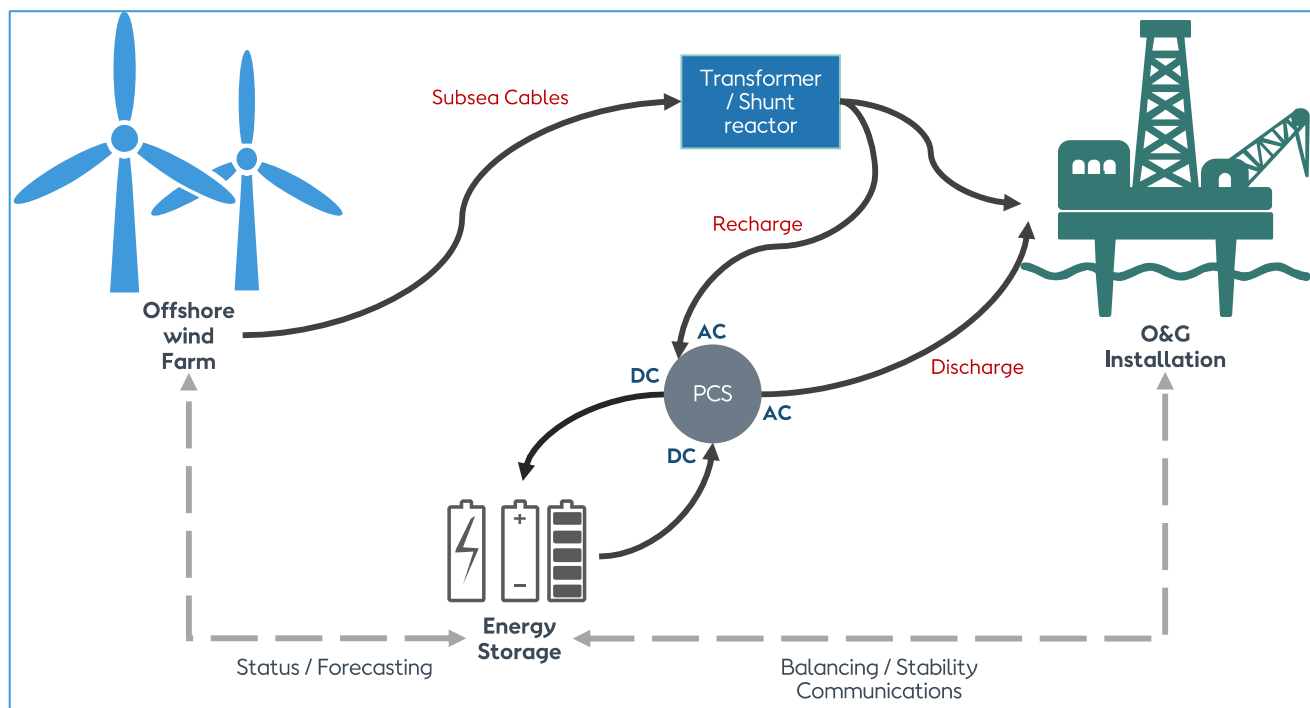 Subsea Cables
Transformer
/ Shunt
reactor
Recharge
Offshore
wind
Farm
O&G
Installation
AC
DC
PCS
AC
DC
Discharge
+
−
Energy
Storage
Status / Forecasting
Balancing / Stability
Communications